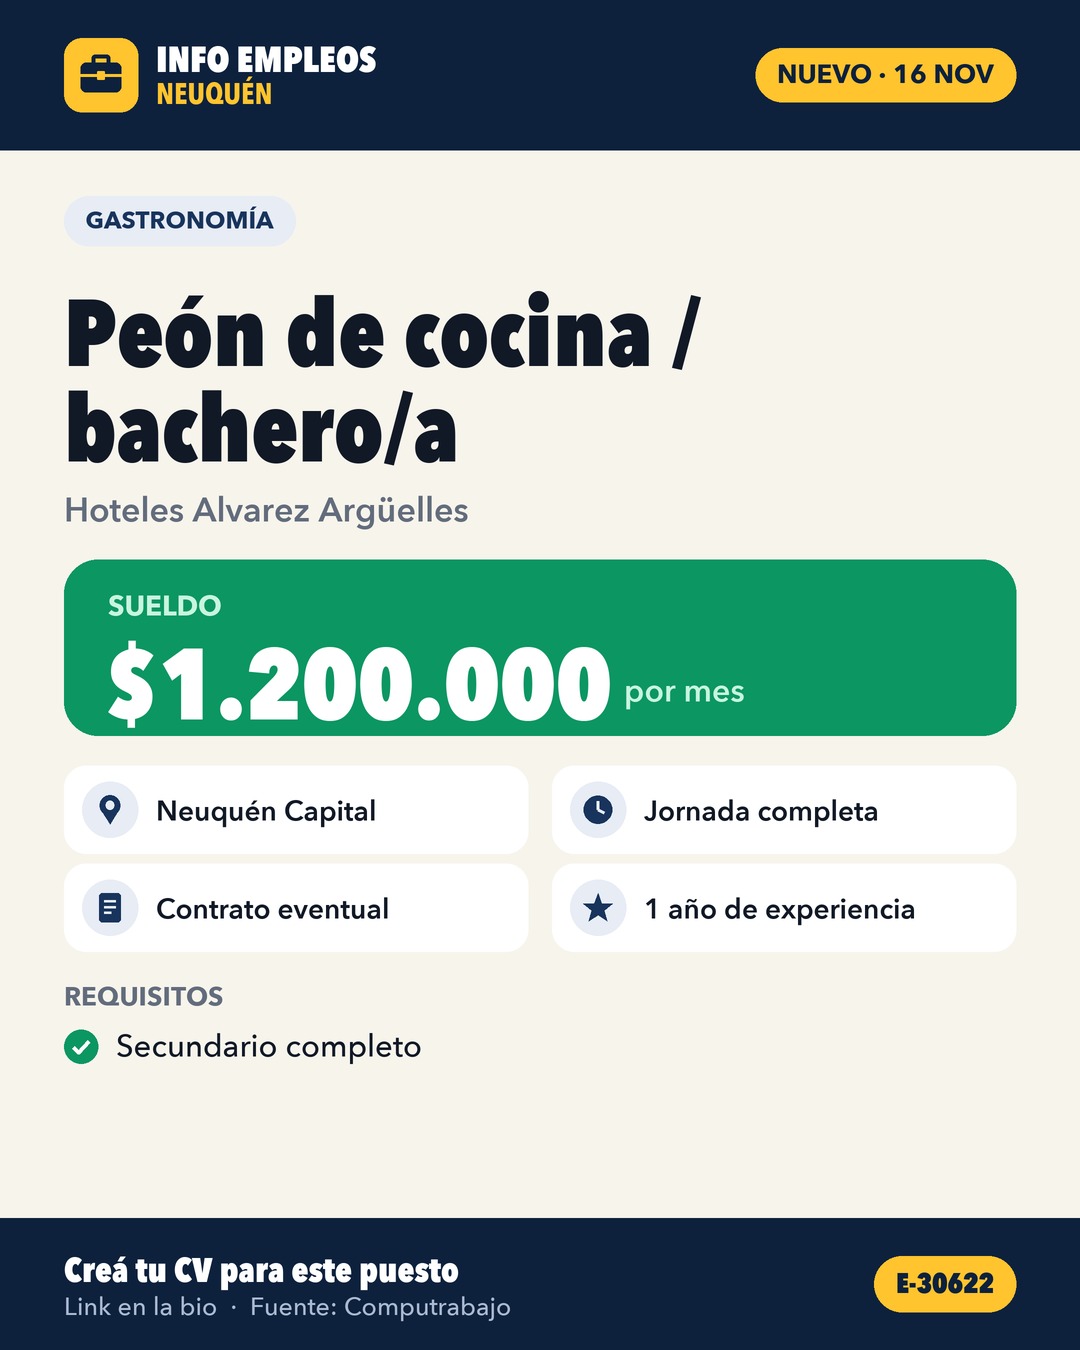 INFO EMPLEOS
NEUQUÉN
NUEVO · 16 NOV
GASTRONOMÍA
Peón de cocina /
bachero/a
Hoteles Alvarez Argüelles
SUELDO
$1.200.000 por mes
Neuquén Capital
Jornada completa
Contrato eventual
1 año de experiencia
REQUISITOS
Secundario completo
Creá tu CV para este puesto
Link en la bio · Fuente: Computrabajo
E-30622